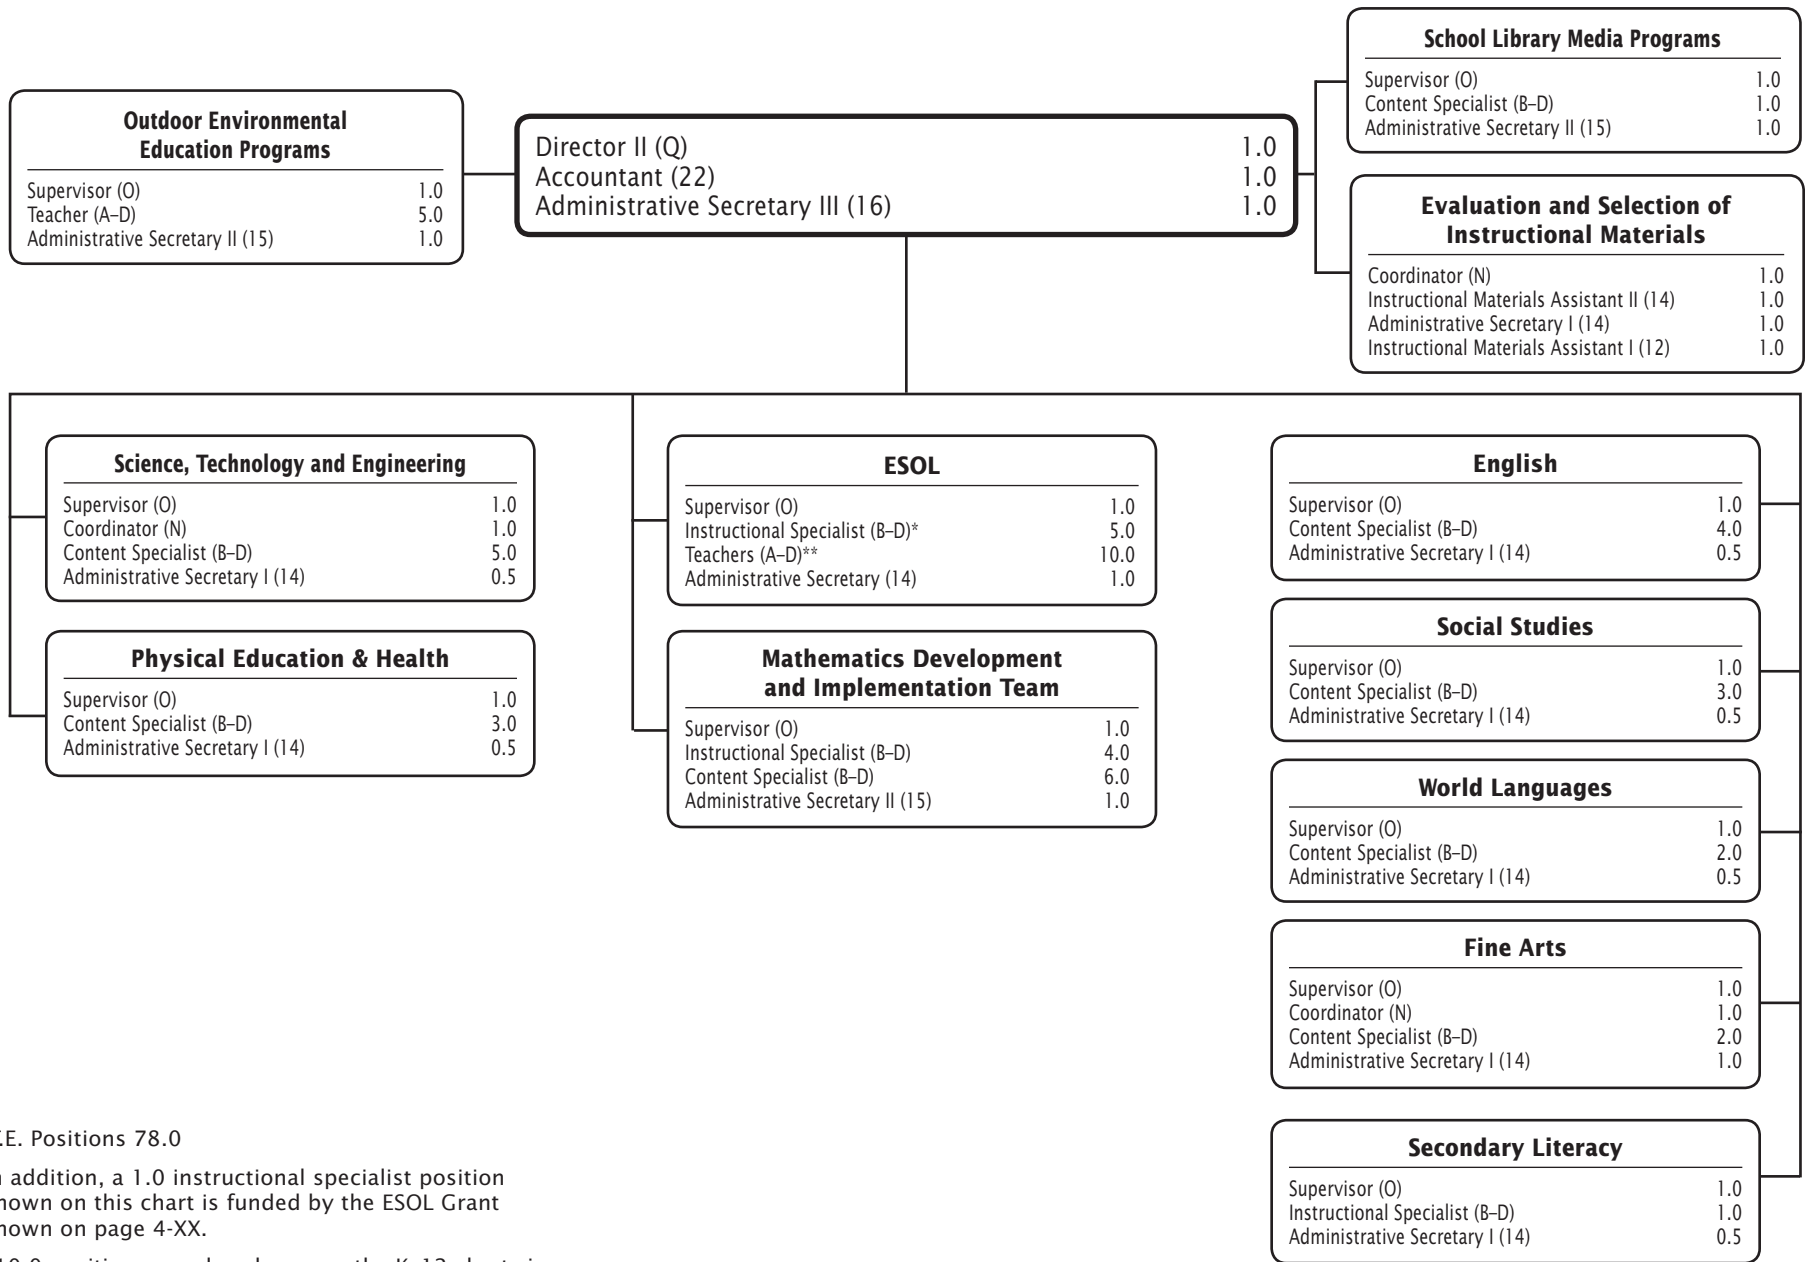 School Library Media Programs
Supervisor (O) 1.0
Content Specialist (B–D) 1.0
Administrative Secretary II (15) 1.0
Outdoor Environmental
Education Programs
Supervisor (O) 1.0
Teacher (A–D) 5.0
Administrative Secretary II (15) 1.0
Director II (Q) 1.0
Accountant (22) 1.0
Administrative Secretary III (16) 1.0
Evaluation and Selection of
Instructional Materials
Coordinator (N) 1.0
Instructional Materials Assistant II (14) 1.0
Administrative Secretary I (14) 1.0
Instructional Materials Assistant I (12) 1.0
Science, Technology and Engineering
Supervisor (O) 1.0
Coordinator (N) 1.0
Content Specialist (B–D) 5.0
Administrative Secretary I (14) 0.5
Physical Education & Health
Supervisor (O) 1.0
Content Specialist (B–D) 3.0
Administrative Secretary I (14) 0.5
ESOL
Supervisor (O) 1.0
Instructional Specialist (B–D)* 5.0
Teachers (A–D)** 10.0
Administrative Secretary (14) 1.0
Mathematics Development
and Implementation Team
Supervisor (O) 1.0
Instructional Specialist (B–D) 4.0
Content Specialist (B–D) 6.0
Administrative Secretary II (15) 1.0
English
Supervisor (O) 1.0
Content Specialist (B–D) 4.0
Administrative Secretary I (14) 0.5
Social Studies
Supervisor (O) 1.0
Content Specialist (B–D) 3.0
Administrative Secretary I (14) 0.5
World Languages
Supervisor (O) 1.0
Content Specialist (B–D) 2.0
Administrative Secretary I (14) 0.5
Fine Arts
Supervisor (O) 1.0
Coordinator (N) 1.0
Content Specialist (B–D) 2.0
Administrative Secretary I (14) 1.0
Secondary Literacy
Supervisor (O) 1.0
Instructional Specialist (B–D) 1.0
Administrative Secretary I (14) 0.5
.E. Positions 78.0
addition, a 1.0 instructional specialist position
own on this chart is funded by the ESOL Grant
own on page 4-XX.